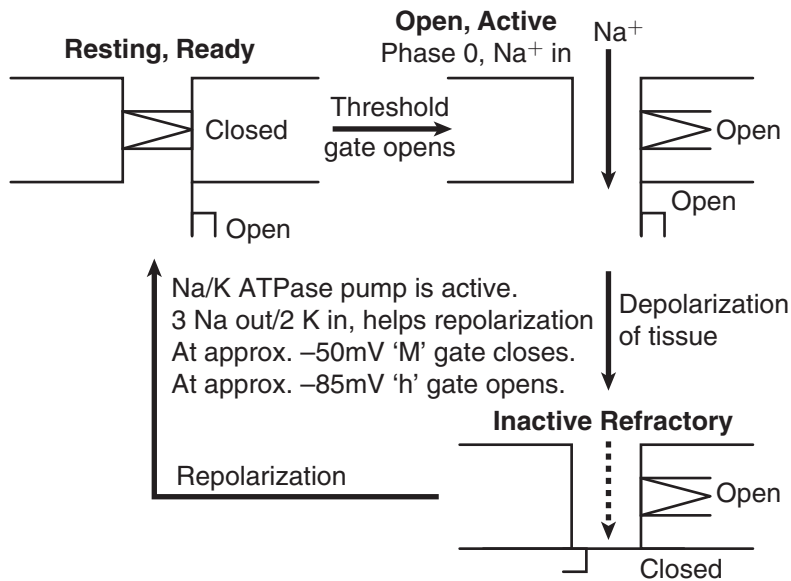 Resting, Ready
Closed
Open
Threshold
gate opens
Open, Active
Phase 0, Na⁺ in
Na⁺
Open
Open
Depolarization
of tissue
Na/K ATPase pump is active.
3 Na out/2 K in, helps repolarization
At approx. –50mV ‘M’ gate closes.
At approx. –85mV ‘h’ gate opens.
Inactive Refractory
Open
Closed
Repolarization